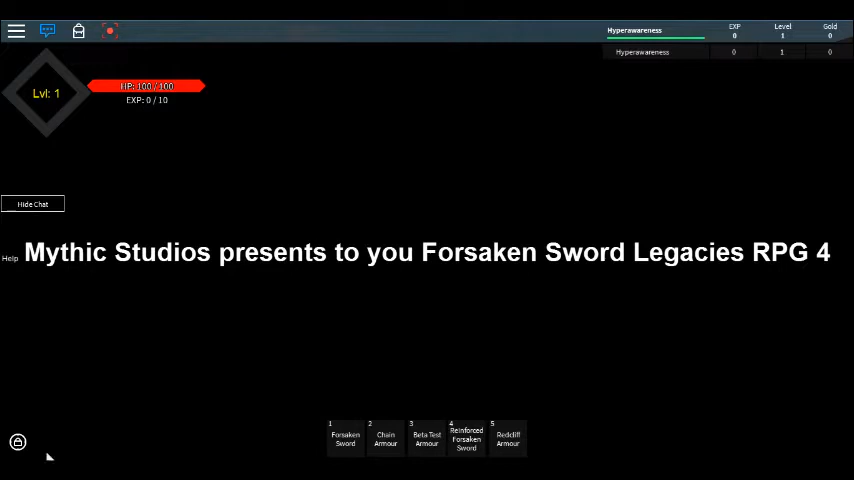 Hyperawareness EXP Level Gold
0 1 0
Hyperawareness 0 1 0
Lvl: 1
HP: 100 / 100
EXP: 0 / 10
Hide Chat
Help
Mythic Studios presents to you Forsaken Sword Legacies RPG 4
1 2 3 4 5
Forsaken Sword
Chain Armour
Beta Test Armour
Reinforced Forsaken Sword
Redcliff Armour